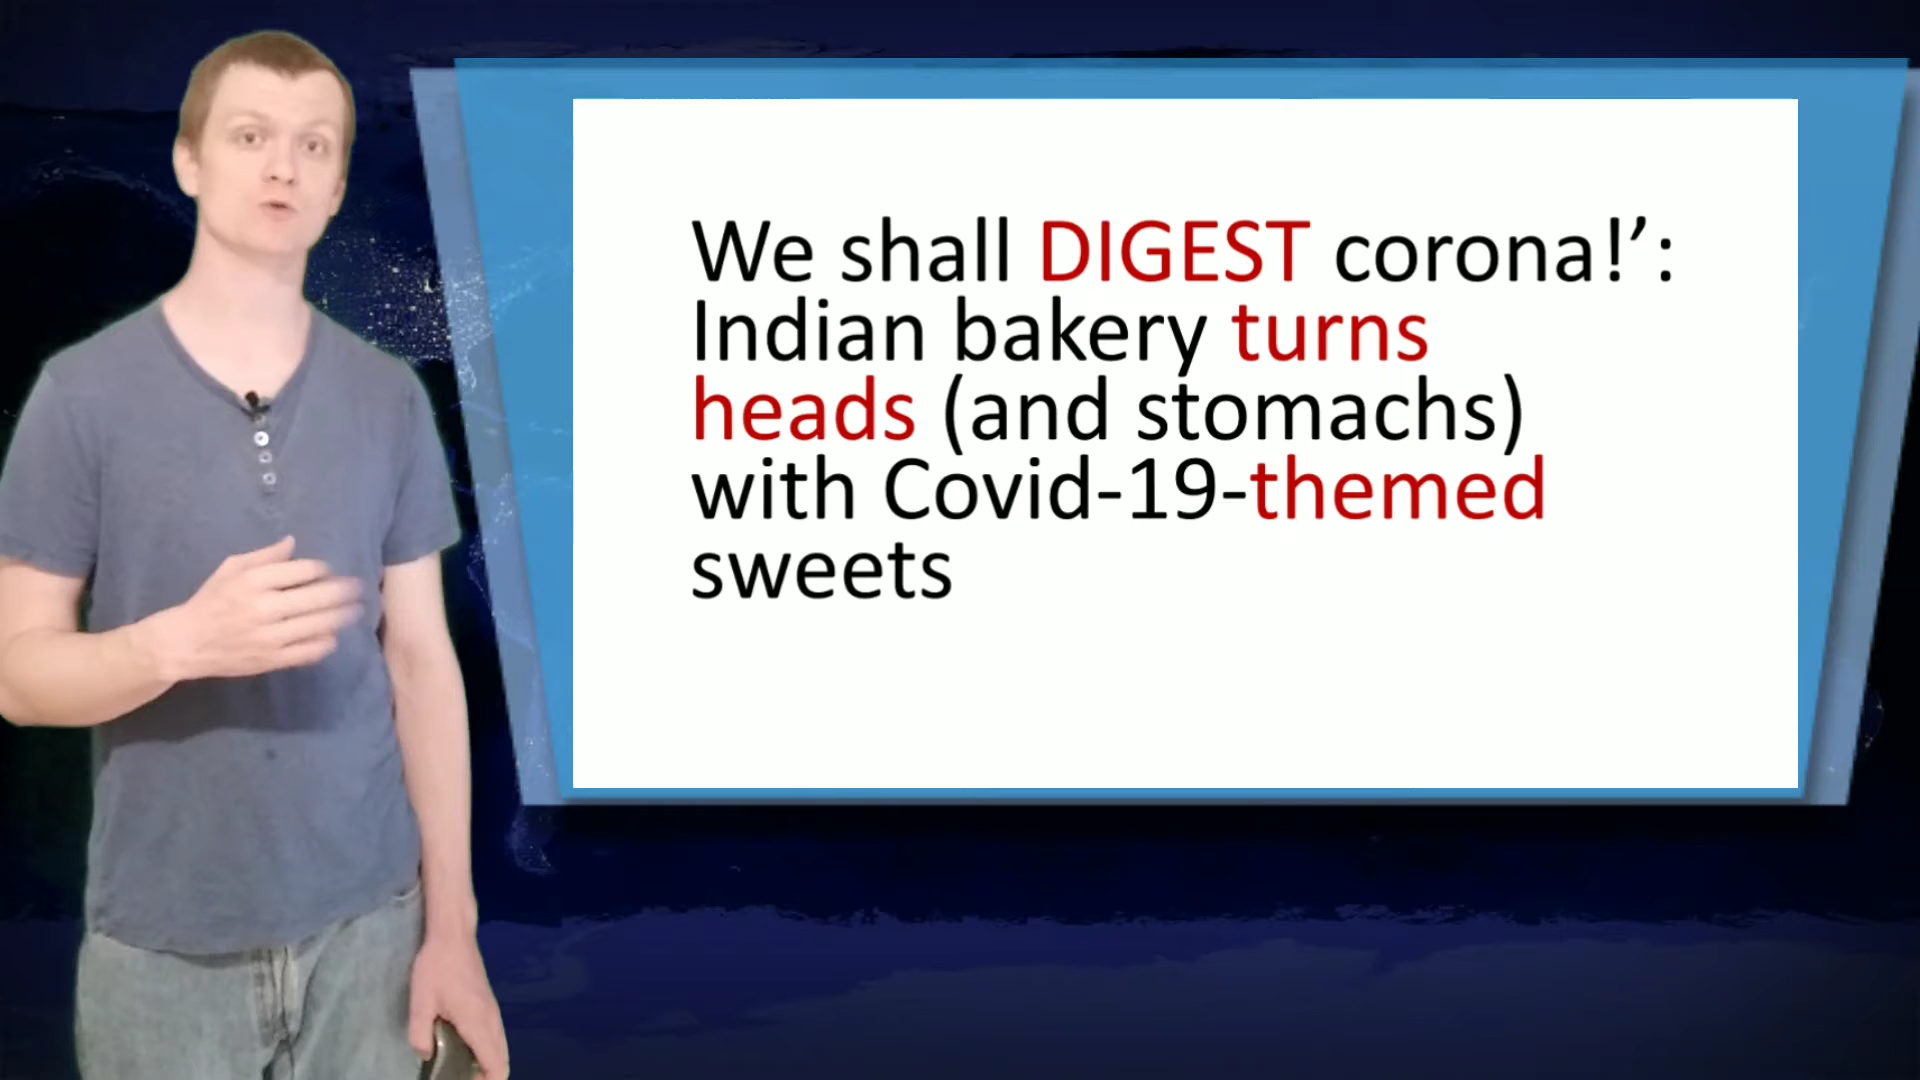 We shall DIGEST corona!’:
Indian bakery turns
heads (and stomachs)
with Covid-19-themed
sweets